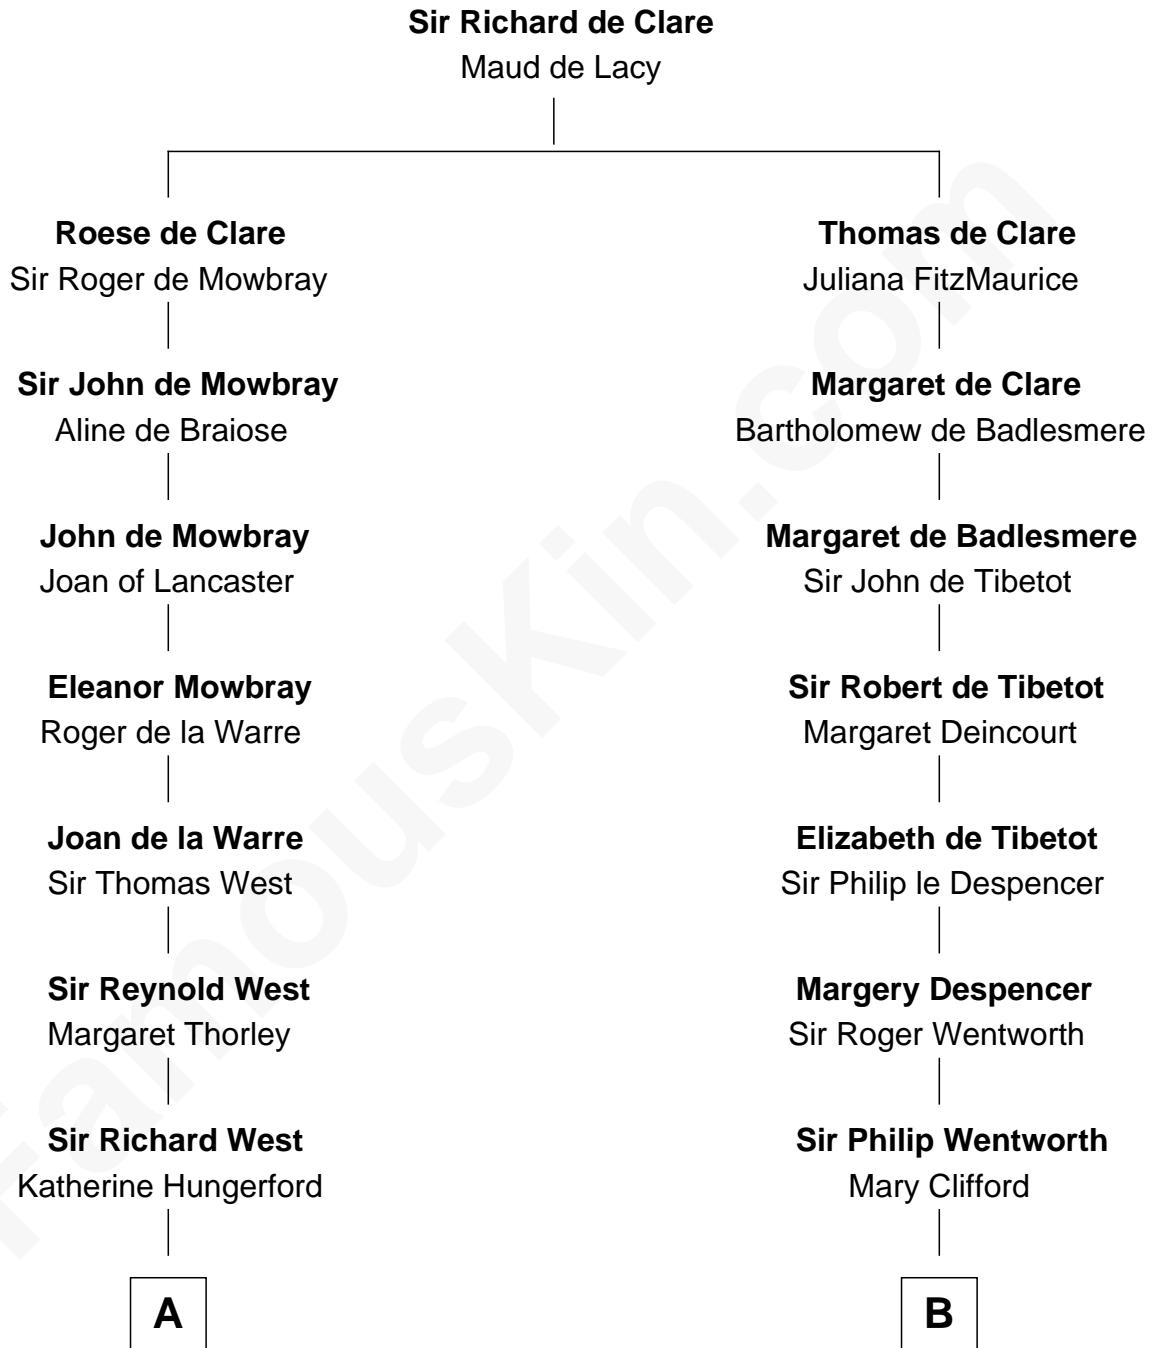 Sir Richard de Clare
Maud de Lacy
Roese de Clare
Sir Roger de Mowbray
Thomas de Clare
Juliana FitzMaurice
Sir John de Mowbray
Aline de Braiose
Margaret de Clare
Bartholomew de Badlesmere
John de Mowbray
Joan of Lancaster
Margaret de Badlesmere
Sir John de Tibetot
Eleanor Mowbray
Roger de la Warre
Sir Robert de Tibetot
Margaret Deincourt
Joan de la Warre
Sir Thomas West
Elizabeth de Tibetot
Sir Philip le Despencer
Sir Reynold West
Margaret Thorley
Margery Despencer
Sir Roger Wentworth
Sir Richard West
Katherine Hungerford
Sir Philip Wentworth
Mary Clifford
A
B
FamousKin.com